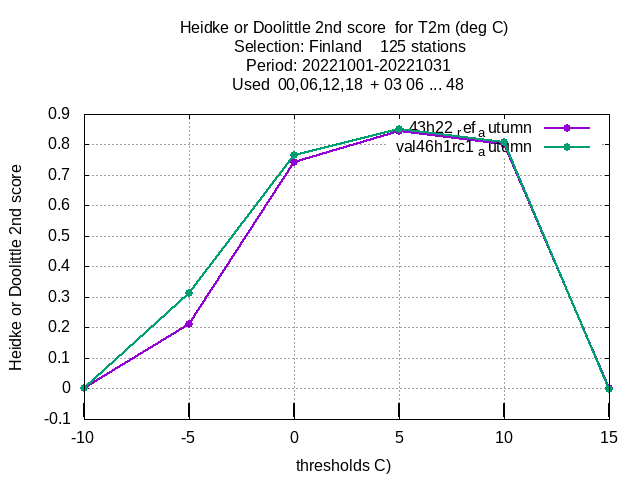 Heidke or Doolittle 2nd score  for T2m (deg C)
Selection: Finland    125 stations
Period: 20221001-20221031
Used  00,06,12,18  + 03 06 ... 48
Heidke or Doolittle 2nd score
0.9
0.8
0.7
0.6
0.5
0.4
0.3
0.2
0.1
0
-0.1
43h22_ref_autumn
val46h1rc1_autumn
-10 -5 0 5 10 15
thresholds C)